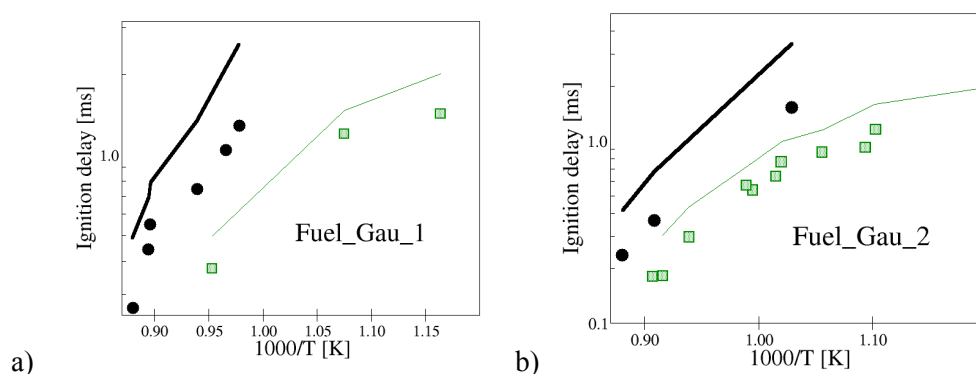 Ignition delay [ms]
1.0
Fuel_Gau_1
0.90 0.95 1.00 1.05 1.10 1.15
1000/T [K]
a)
Ignition delay [ms]
1.0
0.1
Fuel_Gau_2
0.90 1.00 1.10
1000/T [K]
b)